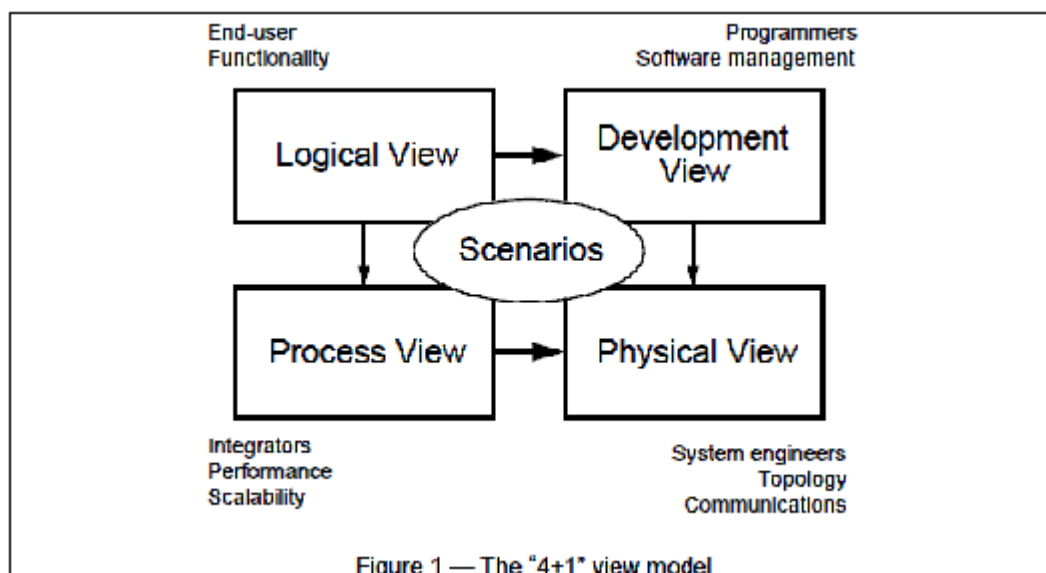 End-user
Functionality
Programmers
Software management
Logical View
Development
View
Scenarios
Process View
Physical View
Integrators
Performance
Scalability
System engineers
Topology
Communications
Figure 1 — The “4+1” view model